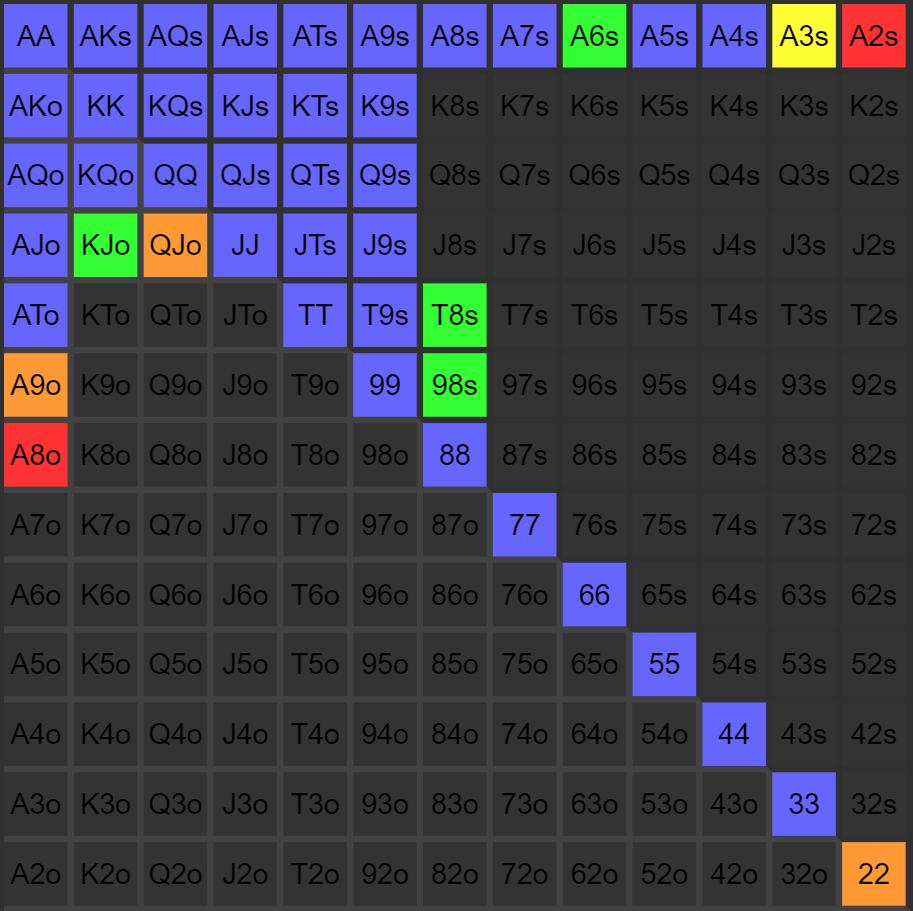 AA AKs AQs AJs ATs A9s A8s A7s A6s A5s A4s A3s A2s
AKo KK KQs KJs KTs K9s K8s K7s K6s K5s K4s K3s K2s
AQo KQo QQ QJs QTs Q9s Q8s Q7s Q6s Q5s Q4s Q3s Q2s
AJo KJo QJo JJ JTs J9s J8s J7s J6s J5s J4s J3s J2s
ATo KTo QTo JTo TT T9s T8s T7s T6s T5s T4s T3s T2s
A9o K9o Q9o J9o T9o 99 98s 97s 96s 95s 94s 93s 92s
A8o K8o Q8o J8o T8o 98o 88 87s 86s 85s 84s 83s 82s
A7o K7o Q7o J7o T7o 97o 87o 77 76s 75s 74s 73s 72s
A6o K6o Q6o J6o T6o 96o 86o 76o 66 65s 64s 63s 62s
A5o K5o Q5o J5o T5o 95o 85o 75o 65o 55 54s 53s 52s
A4o K4o Q4o J4o T4o 94o 84o 74o 64o 54o 44 43s 42s
A3o K3o Q3o J3o T3o 93o 83o 73o 63o 53o 43o 33 32s
A2o K2o Q2o J2o T2o 92o 82o 72o 62o 52o 42o 32o 22